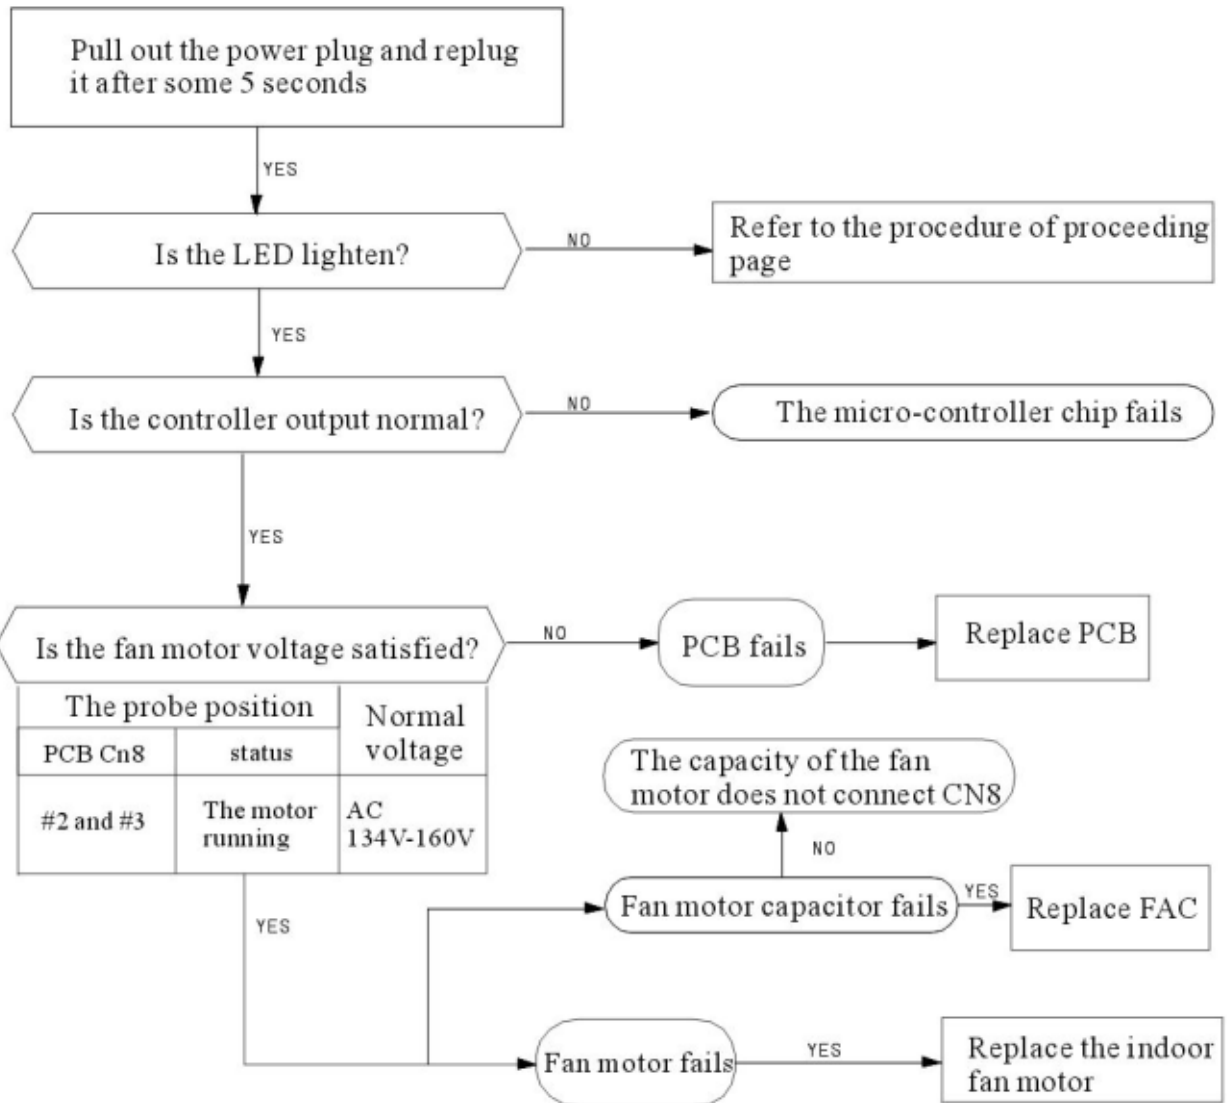 Pull out the power plug and replug
it after some 5 seconds
YES
Is the LED lighten?
NO
Refer to the procedure of proceeding
page
YES
Is the controller output normal?
NO
The micro-controller chip fails
YES
Is the fan motor voltage satisfied?
NO
PCB fails
Replace PCB
The probe position
Normal
voltage
PCB Cn8
status
#2 and #3
The motor
running
AC
134V-160V
The capacity of the fan
motor does not connect CN8
NO
Fan motor capacitor fails
YES
Replace FAC
YES
Fan motor fails
YES
Replace the indoor
fan motor